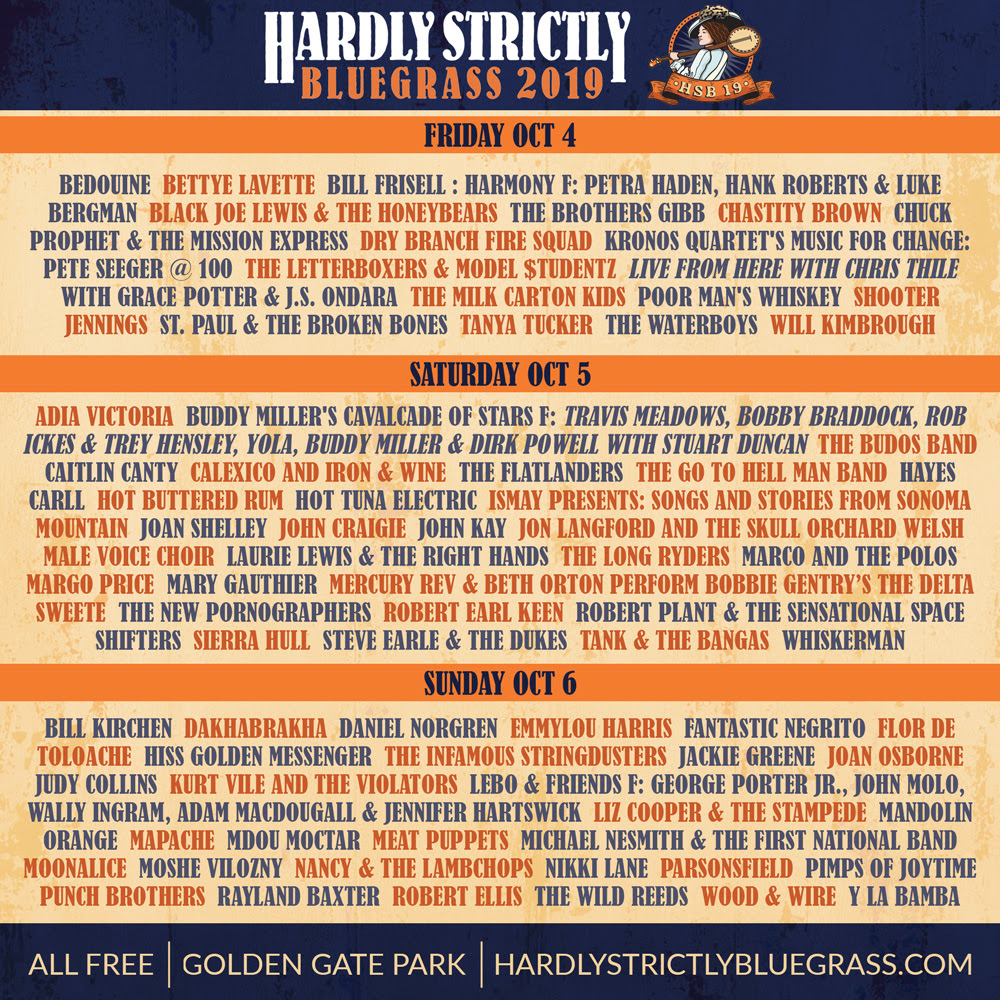 HARDLY STRICTLY
BLUEGRASS 2019
• HSB 19 •
FRIDAY OCT 4
BEDOUINE BETTYE LAVETTE BILL FRISELL : HARMONY F: PETRA HADEN, HANK ROBERTS & LUKE
BERGMAN BLACK JOE LEWIS & THE HONEYBEARS THE BROTHERS GIBB CHASTITY BROWN CHUCK
PROPHET & THE MISSION EXPRESS DRY BRANCH FIRE SQUAD KRONOS QUARTET'S MUSIC FOR CHANGE:
PETE SEEGER @ 100 THE LETTERBOXERS & MODEL $TUDENTZ LIVE FROM HERE WITH CHRIS THILE
WITH GRACE POTTER & J.S. ONDARA THE MILK CARTON KIDS POOR MAN'S WHISKEY SHOOTER
JENNINGS ST. PAUL & THE BROKEN BONES TANYA TUCKER THE WATERBOYS WILL KIMBROUGH
SATURDAY OCT 5
ADIA VICTORIA BUDDY MILLER'S CAVALCADE OF STARS F: TRAVIS MEADOWS, BOBBY BRADDOCK, ROB
ICKES & TREY HENSLEY, YOLA, BUDDY MILLER & DIRK POWELL WITH STUART DUNCAN THE BUDOS BAND
CAITLIN CANTY CALEXICO AND IRON & WINE THE FLATLANDERS THE GO TO HELL MAN BAND HAYES
CARLL HOT BUTTERED RUM HOT TUNA ELECTRIC ISMAY PRESENTS: SONGS AND STORIES FROM SONOMA
MOUNTAIN JOAN SHELLEY JOHN CRAIGIE JOHN KAY JON LANGFORD AND THE SKULL ORCHARD WELSH
MALE VOICE CHOIR LAURIE LEWIS & THE RIGHT HANDS THE LONG RYDERS MARCO AND THE POLOS
MARGO PRICE MARY GAUTHIER MERCURY REV & BETH ORTON PERFORM BOBBIE GENTRY’S THE DELTA
SWEETE THE NEW PORNOGRAPHERS ROBERT EARL KEEN ROBERT PLANT & THE SENSATIONAL SPACE
SHIFTERS SIERRA HULL STEVE EARLE & THE DUKES TANK & THE BANGAS WHISKERMAN
SUNDAY OCT 6
BILL KIRCHEN DAKHABRAKHA DANIEL NORGREN EMMYLOU HARRIS FANTASTIC NEGRITO FLOR DE
TOLOACHE HISS GOLDEN MESSENGER THE INFAMOUS STRINGDUSTERS JACKIE GREENE JOAN OSBORNE
JUDY COLLINS KURT VILE AND THE VIOLATORS LEBO & FRIENDS F: GEORGE PORTER JR., JOHN MOLO,
WALLY INGRAM, ADAM MACDOUGALL & JENNIFER HARTSWICK LIZ COOPER & THE STAMPEDE MANDOLIN
ORANGE MAPACHE MDOU MOCTAR MEAT PUPPETS MICHAEL NESMITH & THE FIRST NATIONAL BAND
MOONALICE MOSHE VILOZNY NANCY & THE LAMBCHOPS NIKKI LANE PARSONSFIELD PIMPS OF JOYTIME
PUNCH BROTHERS RAYLAND BAXTER ROBERT ELLIS THE WILD REEDS WOOD & WIRE Y LA BAMBA
ALL FREE | GOLDEN GATE PARK | HARDLYSTRICTLYBLUEGRASS.COM